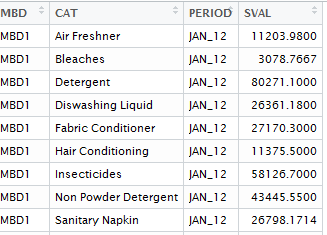 MBD CAT PERIOD SVAL
MBD1 Air Freshner JAN_12 11203.9800
MBD1 Bleaches JAN_12 3078.7667
MBD1 Detergent JAN_12 80271.1000
MBD1 Diswashing Liquid JAN_12 26361.1800
MBD1 Fabric Conditioner JAN_12 27170.3000
MBD1 Hair Conditioning JAN_12 11375.5000
MBD1 Insecticides JAN_12 58126.7000
MBD1 Non Powder Detergent JAN_12 43445.5500
MBD1 Sanitary Napkin JAN_12 26798.1714